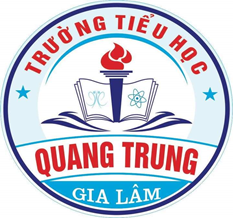 TRƯỜNG TIỂU HỌC
QUANG TRUNG
GIA LÂM